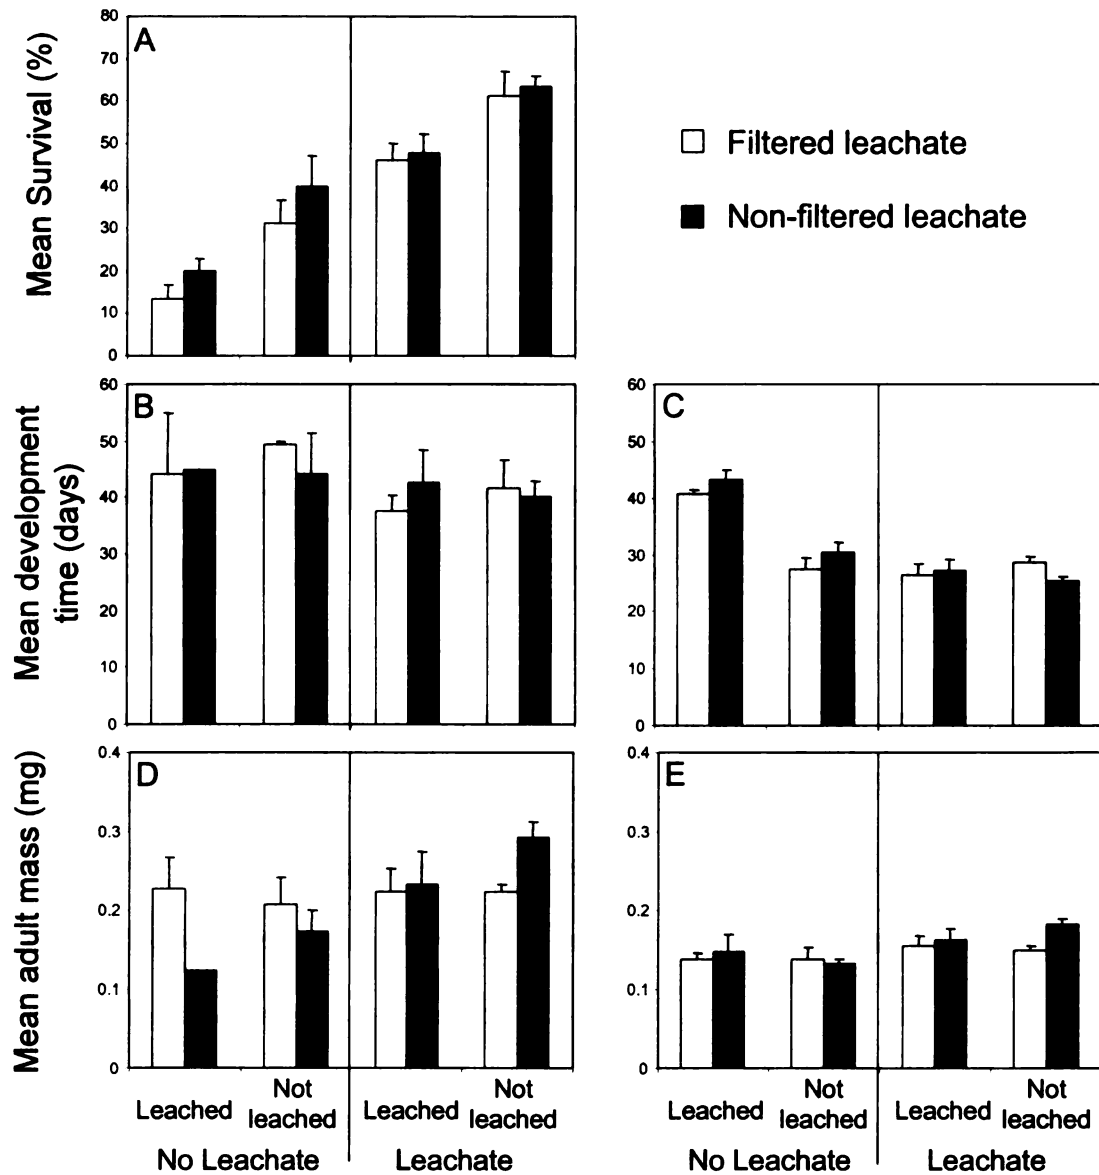 Mean Survival (%)
80
70
60
50
40
30
20
10
0
A
Filtered leachate
Non-filtered leachate
Mean development
time (days)
60
50
40
30
20
10
0
B
60
50
40
30
20
10
0
C
Mean adult mass (mg)
0.4
0.3
0.2
0.1
0
D
0.4
0.3
0.2
0.1
0
E
Leached
Not
leached
Leached
Not
leached
No Leachate
Leachate
Leached
Not
leached
Leached
Not
leached
No Leachate
Leachate